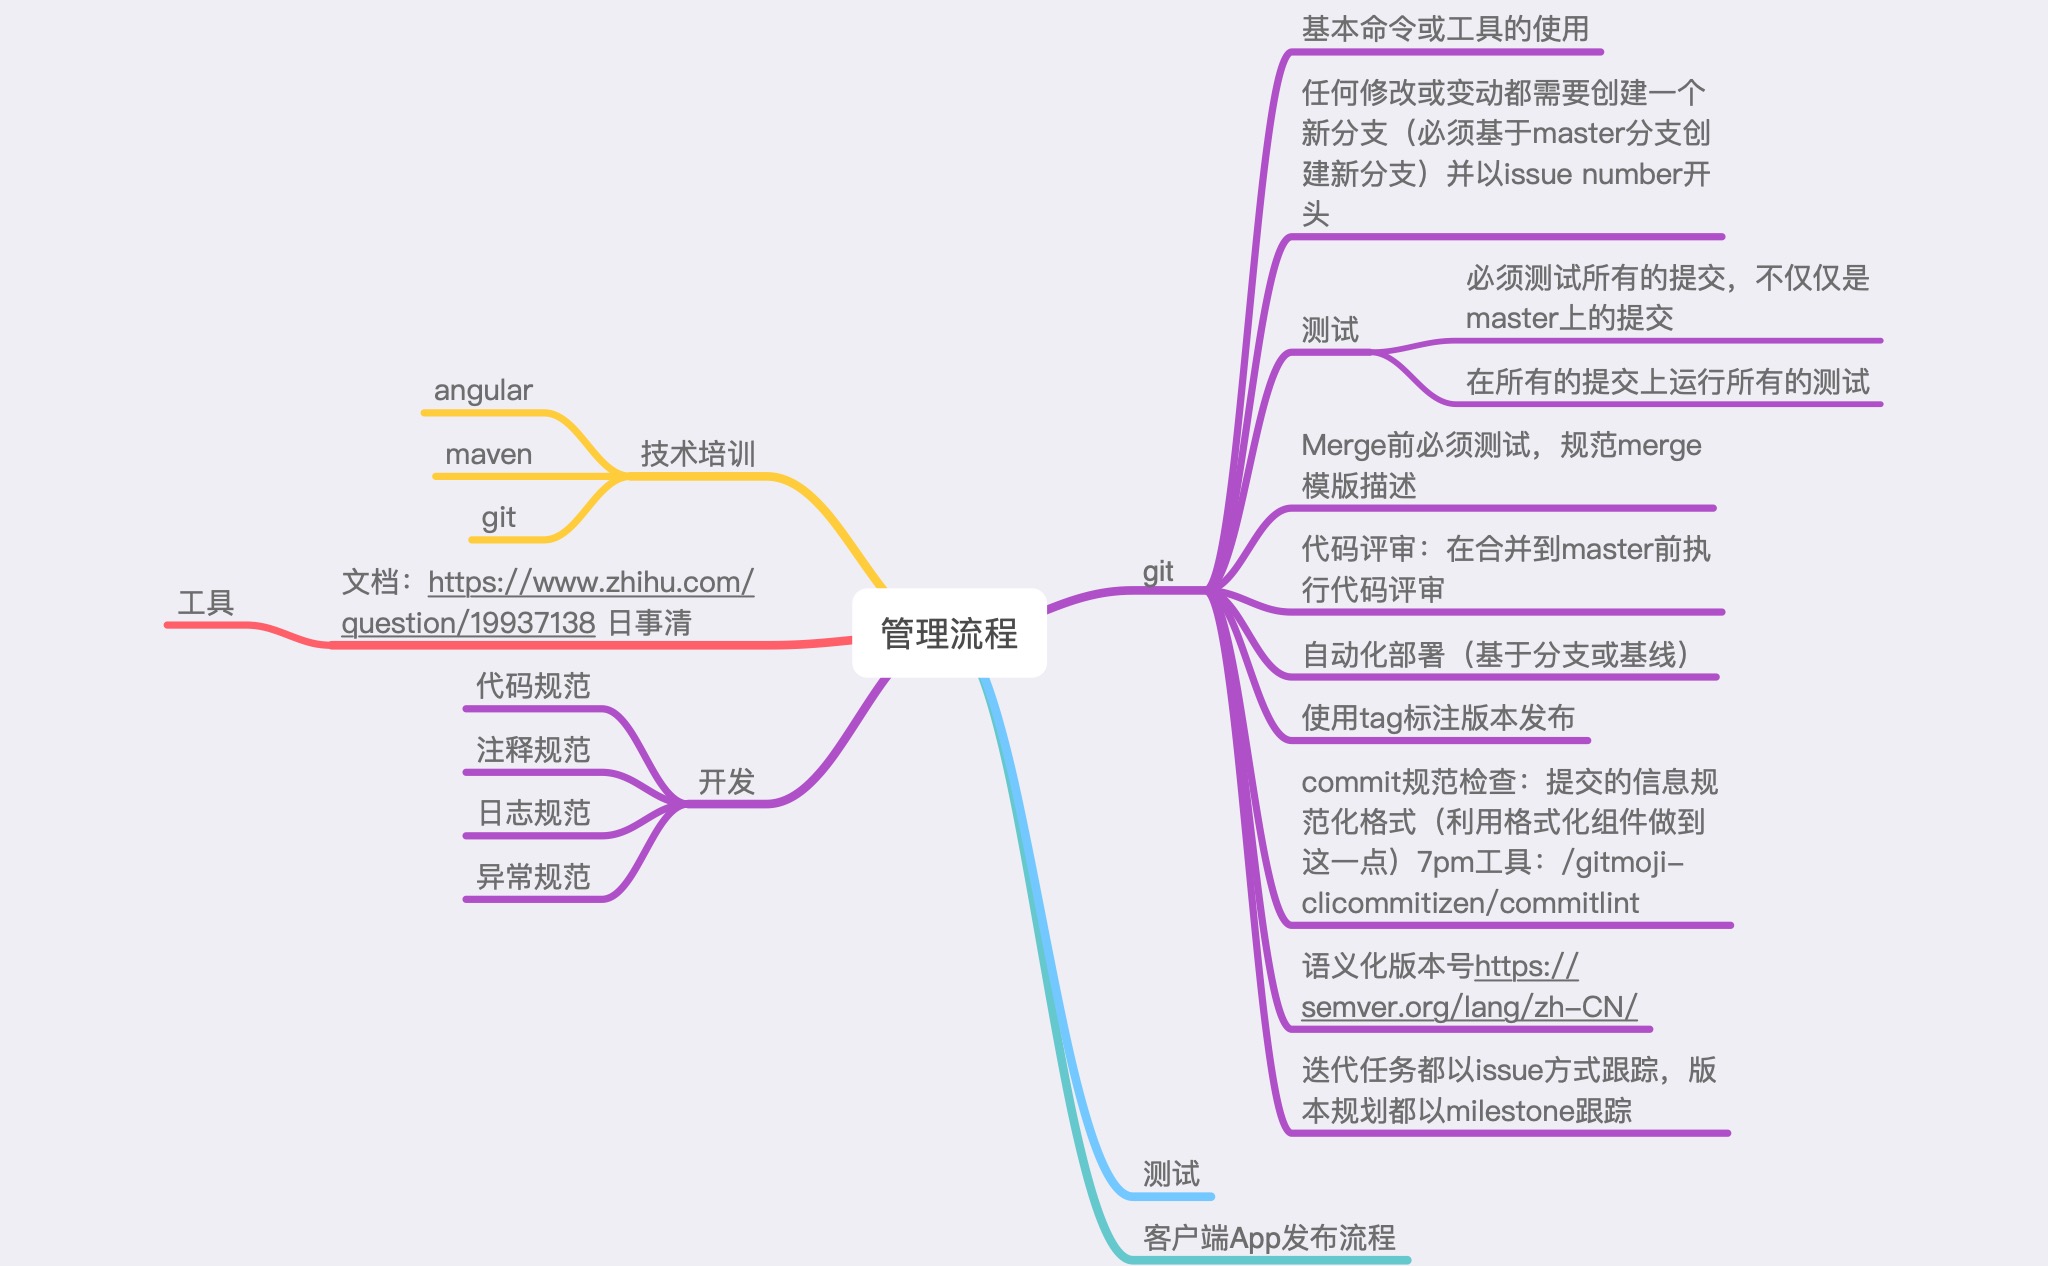 基本命令或工具的使用
任何修改或变动都需要创建一个
新分支（必须基于master分支创
建新分支）并以issue number开
头
测试
必须测试所有的提交，不仅仅是
master上的提交
在所有的提交上运行所有的测试
Merge前必须测试，规范merge
模版描述
代码评审：在合并到master前执
行代码评审
自动化部署（基于分支或基线）
使用tag标注版本发布
commit规范检查：提交的信息规
范化格式（利用格式化组件做到
这一点）7pm工具：/gitmoji-
clicommitizen/commitlint
语义化版本号https://
semver.org/lang/zh-CN/
迭代任务都以issue方式跟踪，版
本规划都以milestone跟踪
git
管理流程
测试
客户端App发布流程
技术培训
angular
maven
git
文档：https://www.zhihu.com/
question/19937138 日事清
工具
开发
代码规范
注释规范
日志规范
异常规范